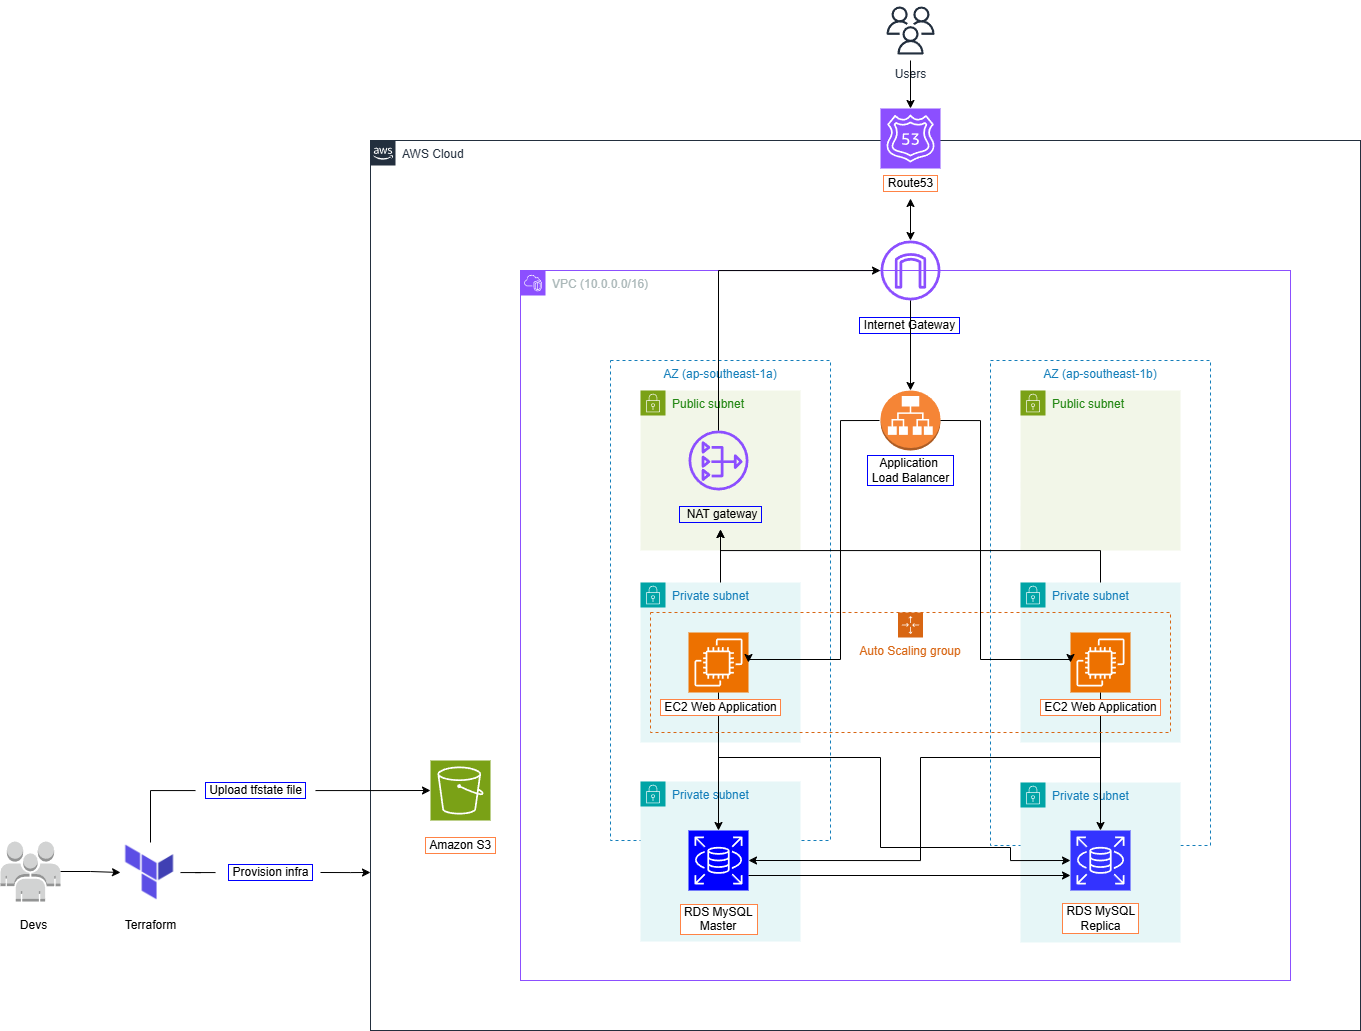 Users
53
Route53
aws
AWS Cloud
VPC (10.0.0.0/16)
Internet Gateway
AZ (ap-southeast-1a)
AZ (ap-southeast-1b)
Public subnet
Public subnet
Application
Load Balancer
NAT gateway
Private subnet
Private subnet
Auto Scaling group
EC2 Web Application
EC2 Web Application
Upload tfstate file
Amazon S3
Private subnet
Private subnet
Provision infra
Devs
Terraform
RDS MySQL
Master
RDS MySQL
Replica